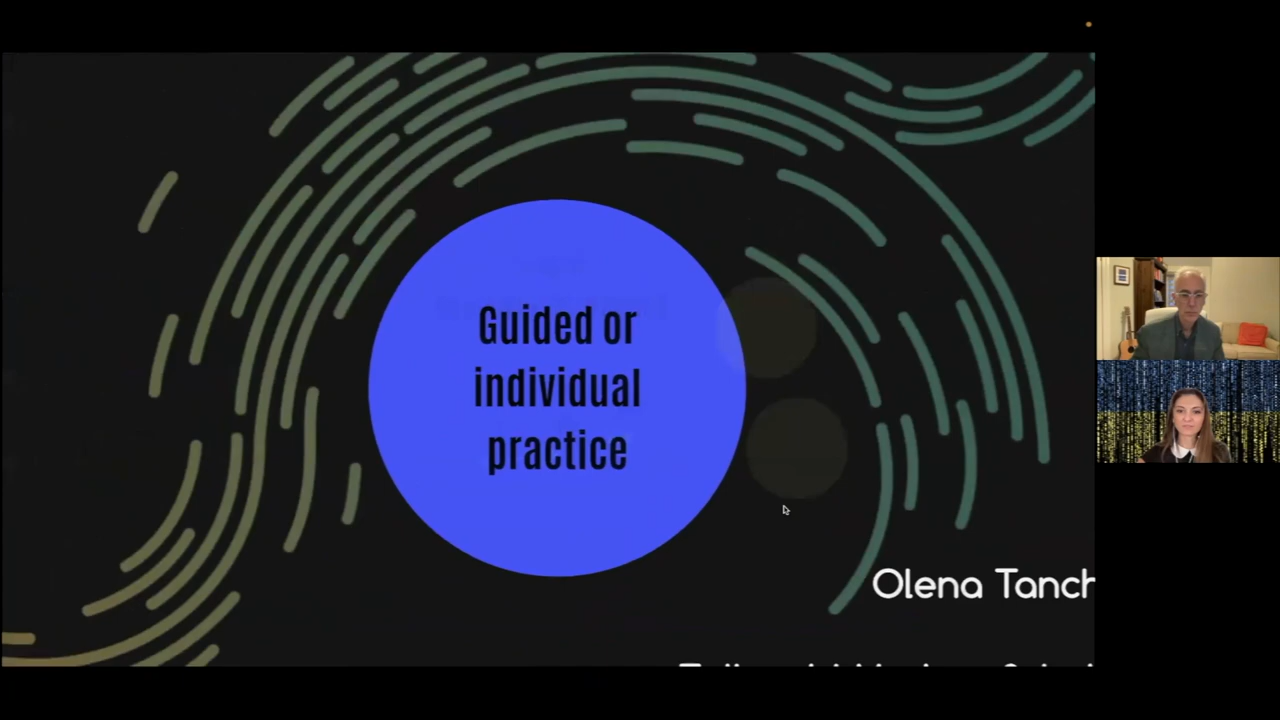 Guided or
individual
practice
Olena Tanch